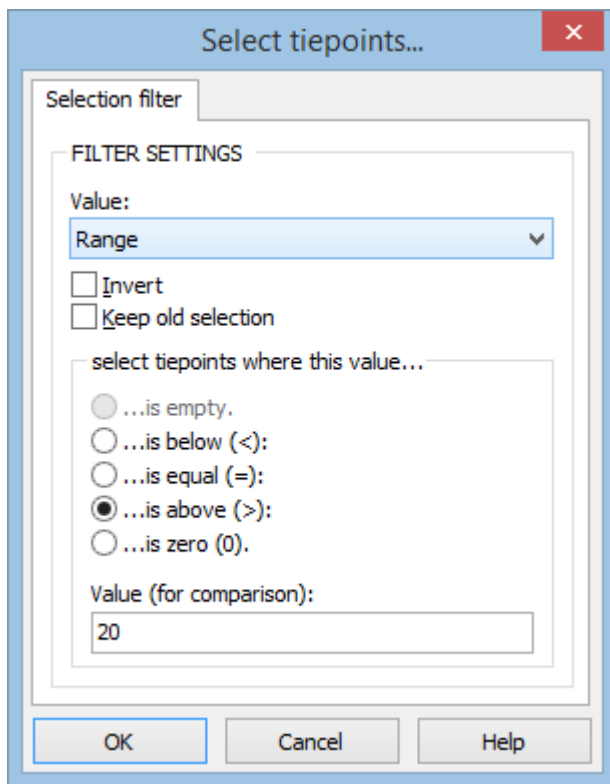 Select tiepoints...
Selection filter
FILTER SETTINGS
Value:
Range
Invert
Keep old selection
select tiepoints where this value...
...is empty.
...is below (<):
...is equal (=):
...is above (>):
...is zero (0).
Value (for comparison):
20
OK Cancel Help